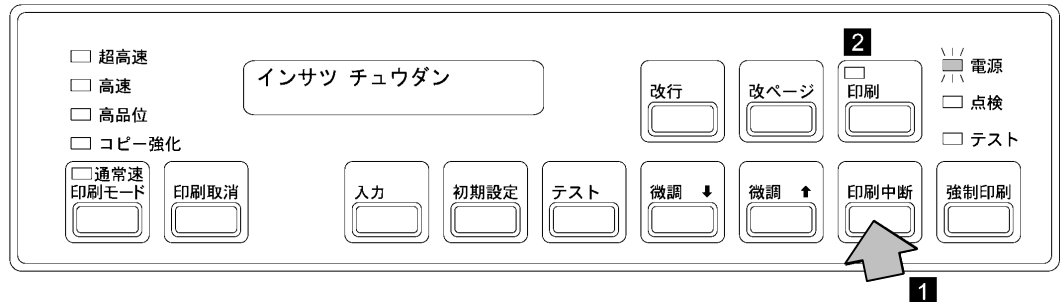 超高速
高速
高品位
コピー強化
通常速
印刷モード
印刷取消
インサツ チュウダン
入力
初期設定
テスト
改行
改ページ
2
印刷
電源
点検
テスト
微調 ⬇
微調 ⬆
印刷中断
強制印刷
1